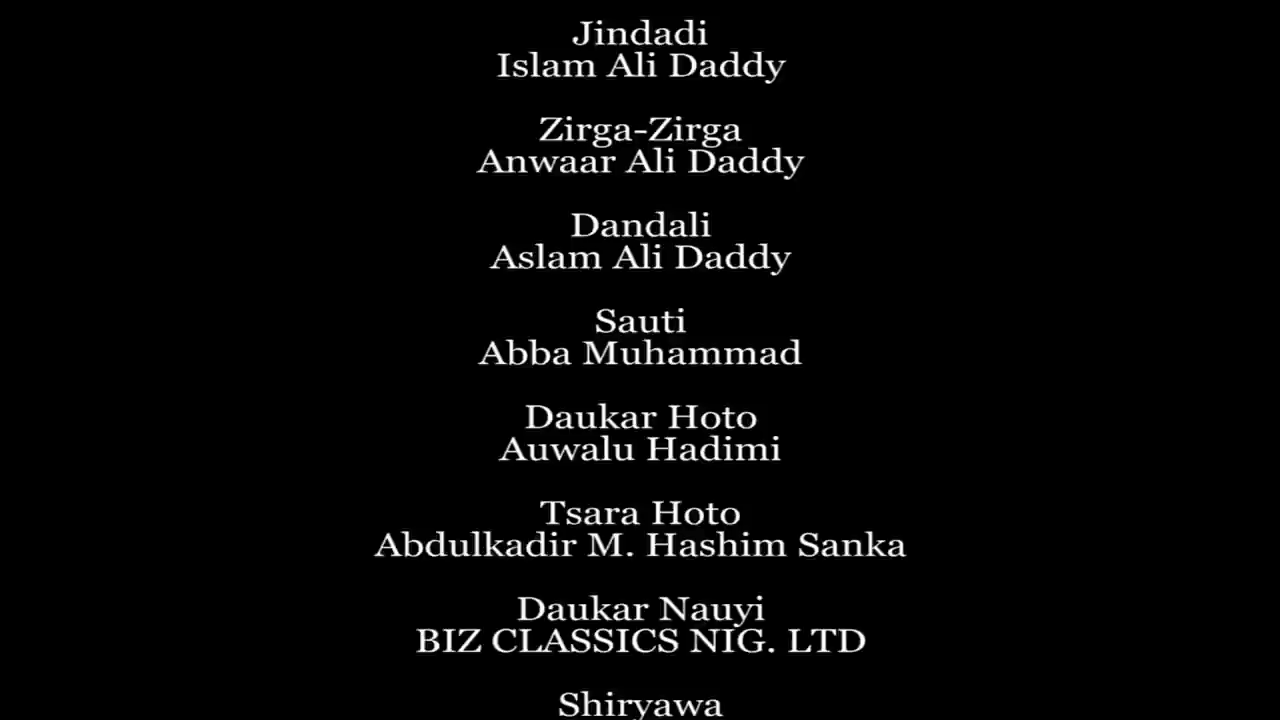 Jindadi
Islam Ali Daddy
Zirga-Zirga
Anwaar Ali Daddy
Dandali
Aslam Ali Daddy
Sauti
Abba Muhammad
Daukar Hoto
Auwalu Hadimi
Tsara Hoto
Abdulkadir M. Hashim Sanka
Daukar Nauyi
BIZ CLASSICS NIG. LTD
Shiryawa